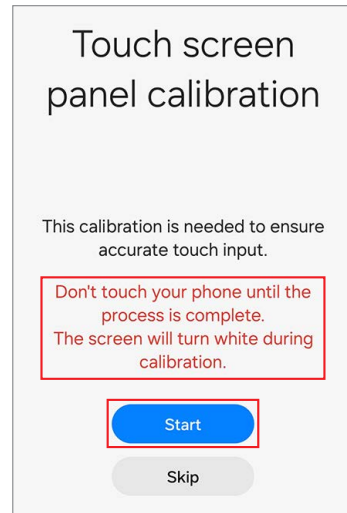 Touch screen
panel calibration
This calibration is needed to ensure
accurate touch input.
Don't touch your phone until the
process is complete.
The screen will turn white during
calibration.
Start
Skip